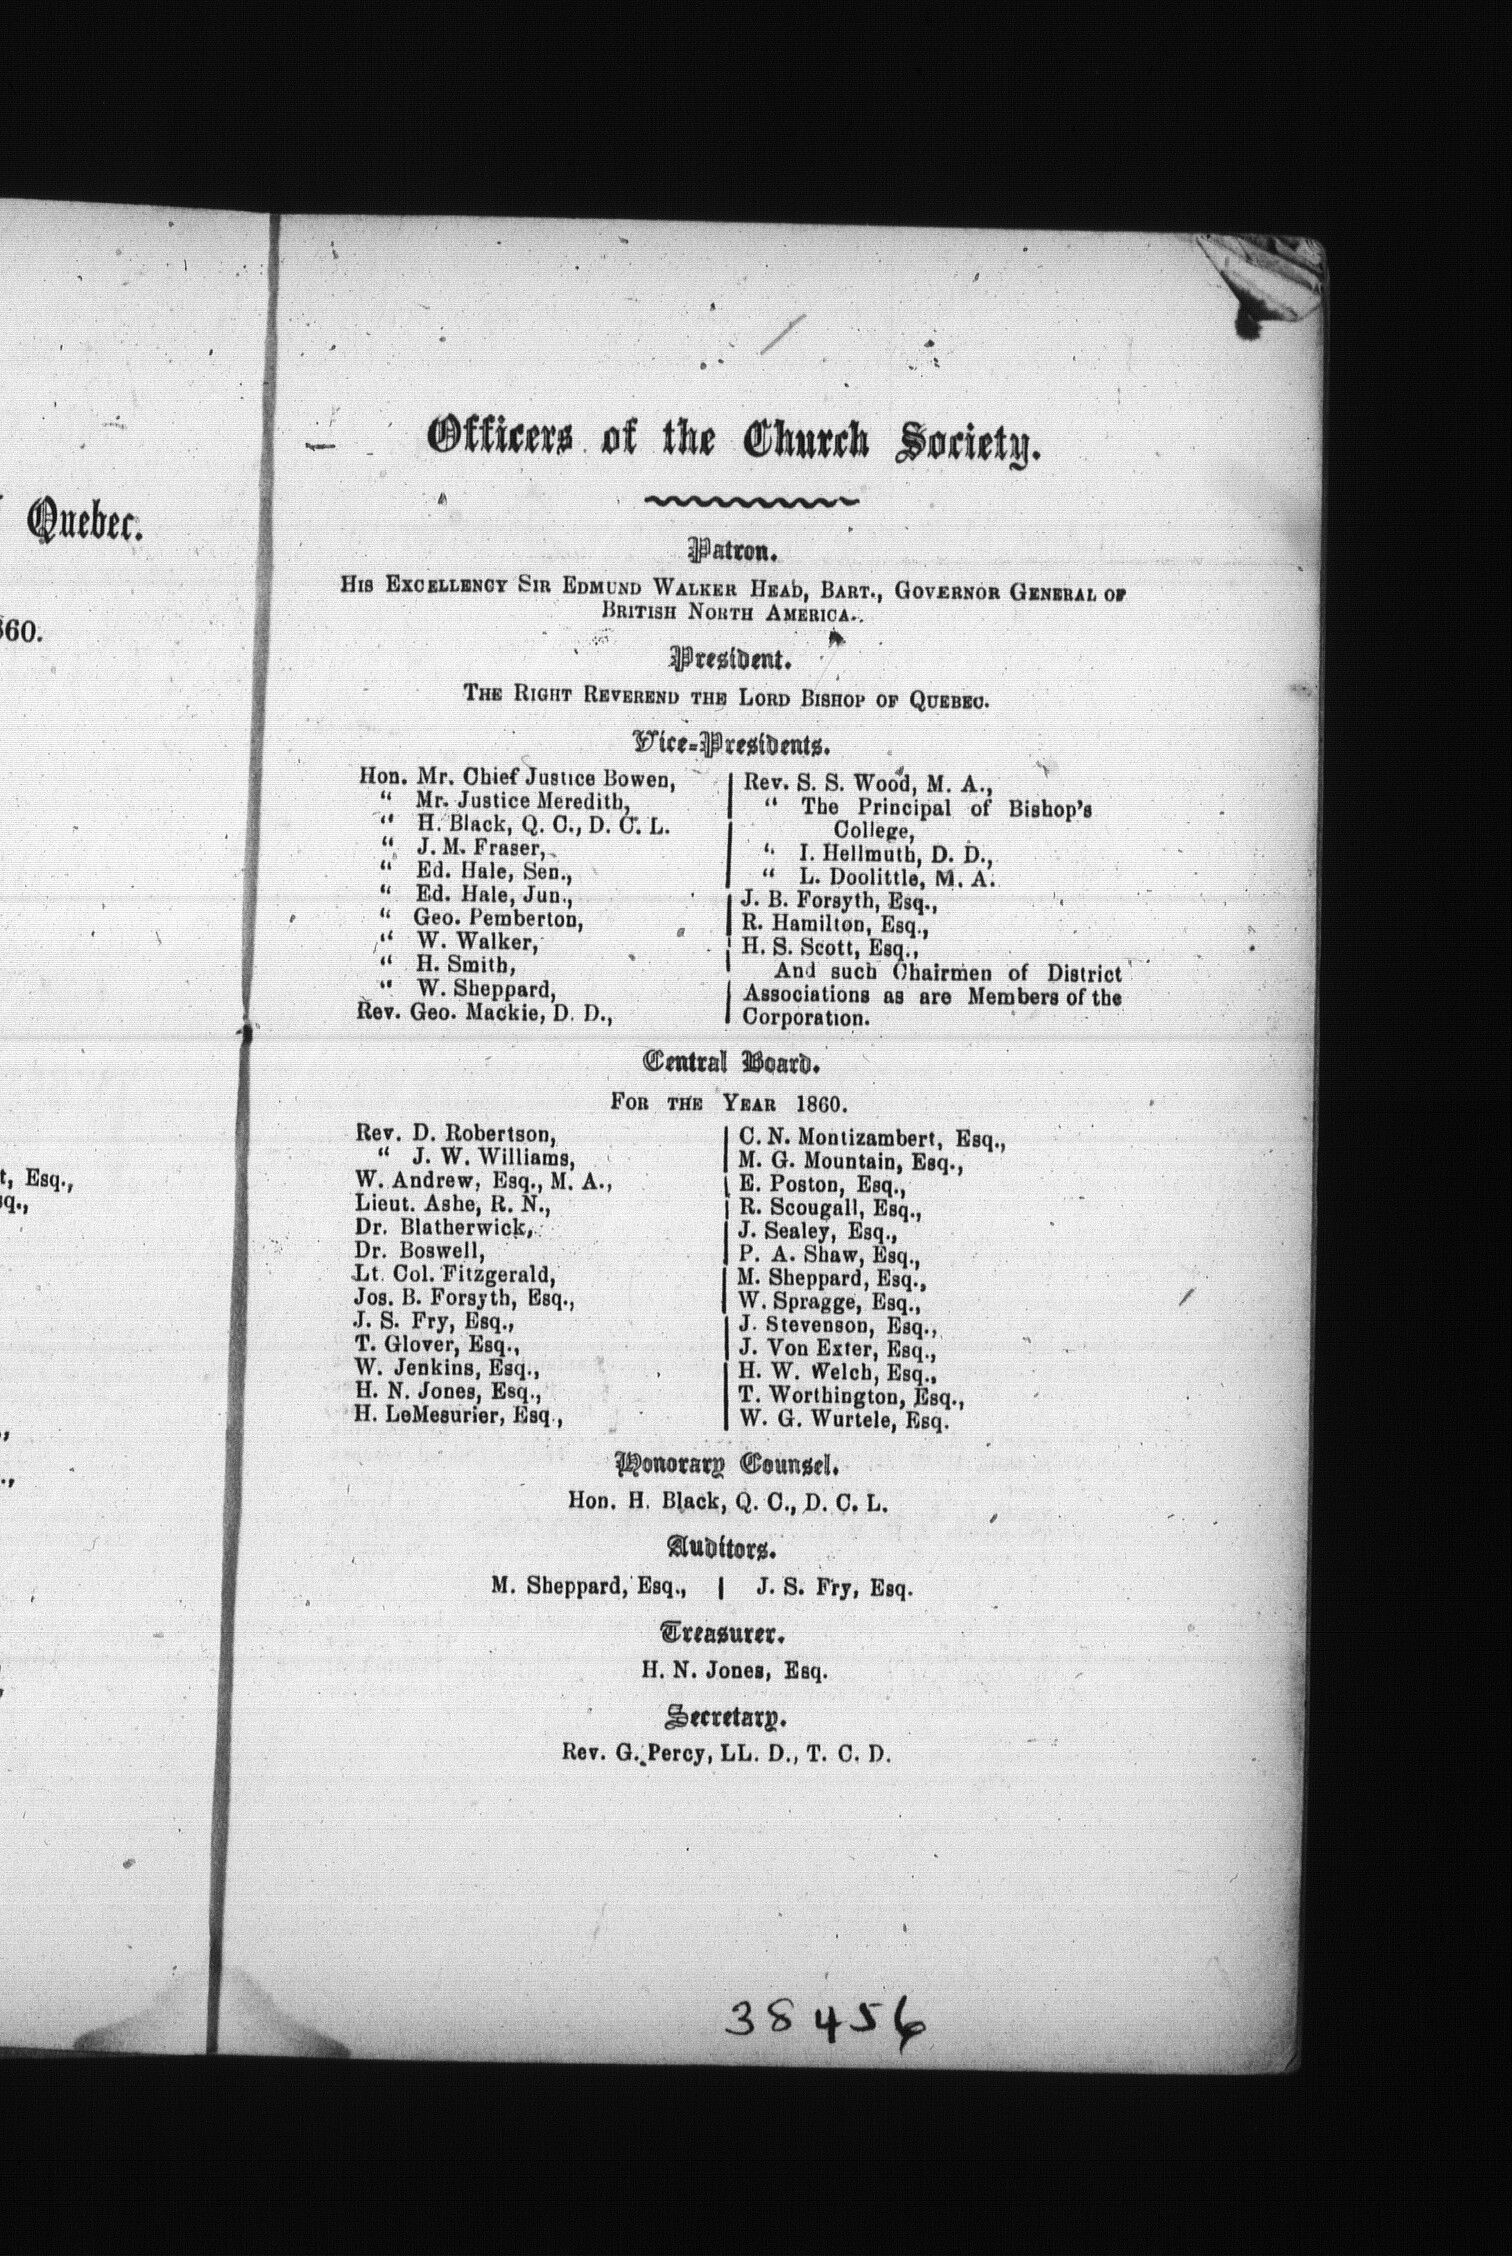 Quebec.
60.
t, Esq.,
sq.,
Officers of the Church Society.
Patron.
His Excellency Sir Edmund Walker Head, Bart., Governor General of
British North America.
President.
The Right Reverend the Lord Bishop of Quebec.
Vice-Presidents.
Hon. Mr. Chief Justice Bowen,
“ Mr. Justice Meredith,
“ H. Black, Q. C., D. C. L.
“ J. M. Fraser,
“ Ed. Hale, Sen.,
“ Ed. Hale, Jun.,
“ Geo. Pemberton,
“ W. Walker,
“ H. Smith,
“ W. Sheppard,
Rev. Geo. Mackie, D. D.,
Rev. S. S. Wood, M. A.,
“ The Principal of Bishop's
College,
“ I. Hellmuth, D. D.,
“ L. Doolittle, M. A.
J. B. Forsyth, Esq.,
R. Hamilton, Esq.,
H. S. Scott, Esq.,
And such Chairmen of District
Associations as are Members of the
Corporation.
Central Board.
For the Year 1860.
Rev. D. Robertson,
“ J. W. Williams,
W. Andrew, Esq., M. A.,
Lieut. Ashe, R. N.,
Dr. Blatherwick,
Dr. Boswell,
Lt. Col. Fitzgerald,
Jos. B. Forsyth, Esq.,
J. S. Fry, Esq.,
T. Glover, Esq.,
W. Jenkins, Esq.,
H. N. Jones, Esq.,
H. LeMesurier, Esq.,
C. N. Montizambert, Esq.,
M. G. Mountain, Esq.,
E. Poston, Esq.,
R. Scougall, Esq.,
J. Sealey, Esq.,
P. A. Shaw, Esq.,
M. Sheppard, Esq.,
W. Spragge, Esq.,
J. Stevenson, Esq.,
J. Von Exter, Esq.,
H. W. Welch, Esq.,
T. Worthington, Esq.,
W. G. Wurtele, Esq.
Honorary Counsel.
Hon. H. Black, Q. C., D. C. L.
Auditors.
M. Sheppard, Esq., | J. S. Fry, Esq.
Treasurer.
H. N. Jones, Esq.
Secretary.
Rev. G. Percy, LL. D., T. C. D.
38456